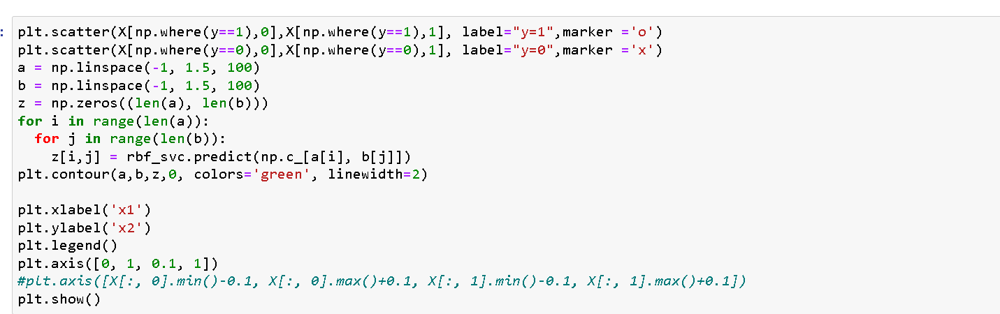 :
plt.scatter(X[np.where(y==1),0],X[np.where(y==1),1], label="y=1",marker ='o')
plt.scatter(X[np.where(y==0),0],X[np.where(y==0),1], label="y=0",marker ='x')
a = np.linspace(-1, 1.5, 100)
b = np.linspace(-1, 1.5, 100)
z = np.zeros((len(a), len(b)))
for i in range(len(a)):
  for j in range(len(b)):
    z[i,j] = rbf_svc.predict(np.c_[a[i], b[j]])
plt.contour(a,b,z,0, colors='green', linewidth=2)

plt.xlabel('x1')
plt.ylabel('x2')
plt.legend()
plt.axis([0, 1, 0.1, 1])
#plt.axis([X[:, 0].min()-0.1, X[:, 0].max()+0.1, X[:, 1].min()-0.1, X[:, 1].max()+0.1])
plt.show()